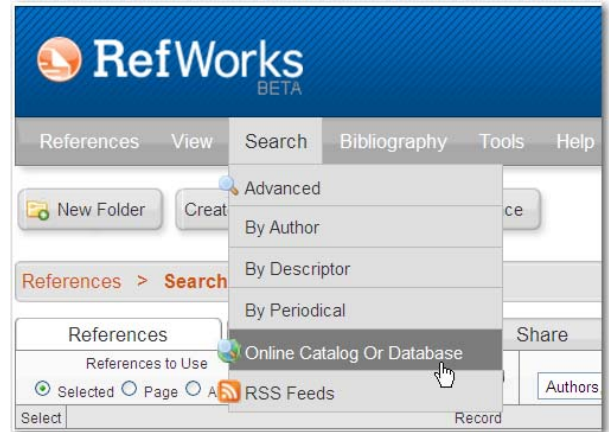 RefWorks
BETA
References View Search Bibliography Tools Help
Advanced
New Folder Creat ce
By Author
By Descriptor
References > Search
By Periodical
References Share
Online Catalog Or Database
References to Use
Selected Page A Authors,
RSS Feeds
Select Record